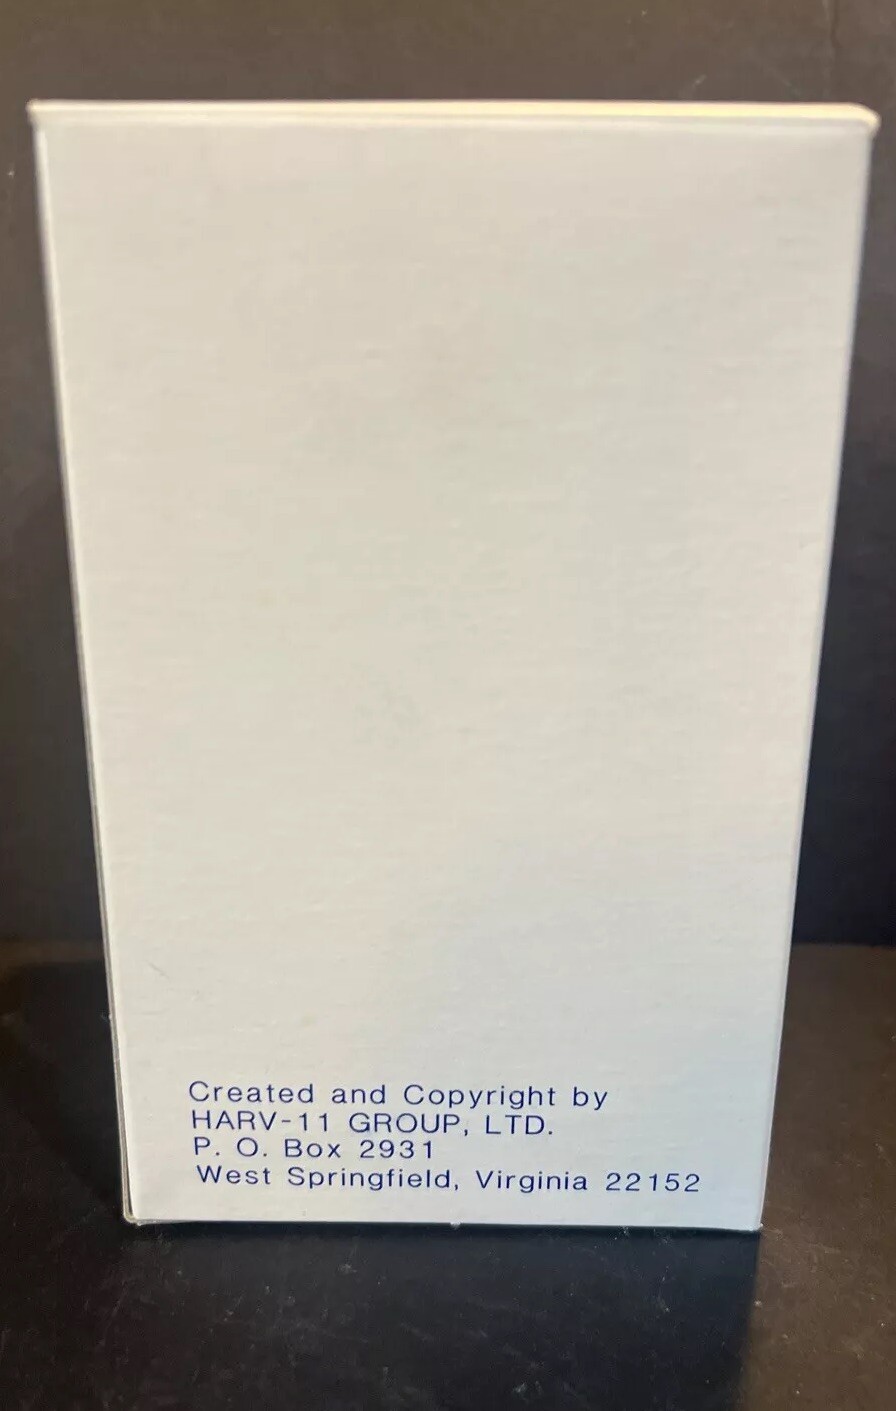 Created and Copyright by
HARV-11 GROUP, LTD.
P. O. Box 2931
West Springfield, Virginia 22152